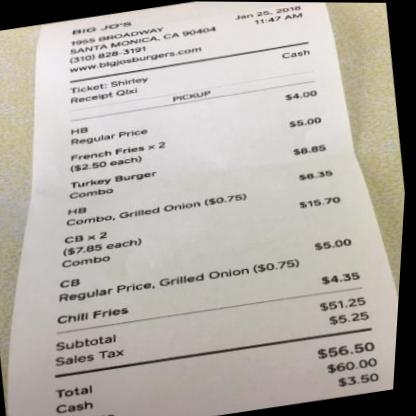 BIG JO'S
1955 BROADWAY
SANTA MONICA, CA 90404
(310) 828-3191
www.bigjosburgers.com
Jan 25, 2018
11:47 AM
Cash
Ticket: Shirley
Receipt Qlxi
PICKUP
HB $4.00
Regular Price
French Fries x 2 $5.00
($2.50 each)
Turkey Burger $8.85
Combo
HB $8.35
Combo, Grilled Onion ($0.75)
CB x 2 $15.70
($7.85 each)
Combo
CB $5.00
Regular Price, Grilled Onion ($0.75)
Chili Fries $4.35
Subtotal $51.25
Sales Tax $5.25
Total $56.50
Cash $60.00
$3.50